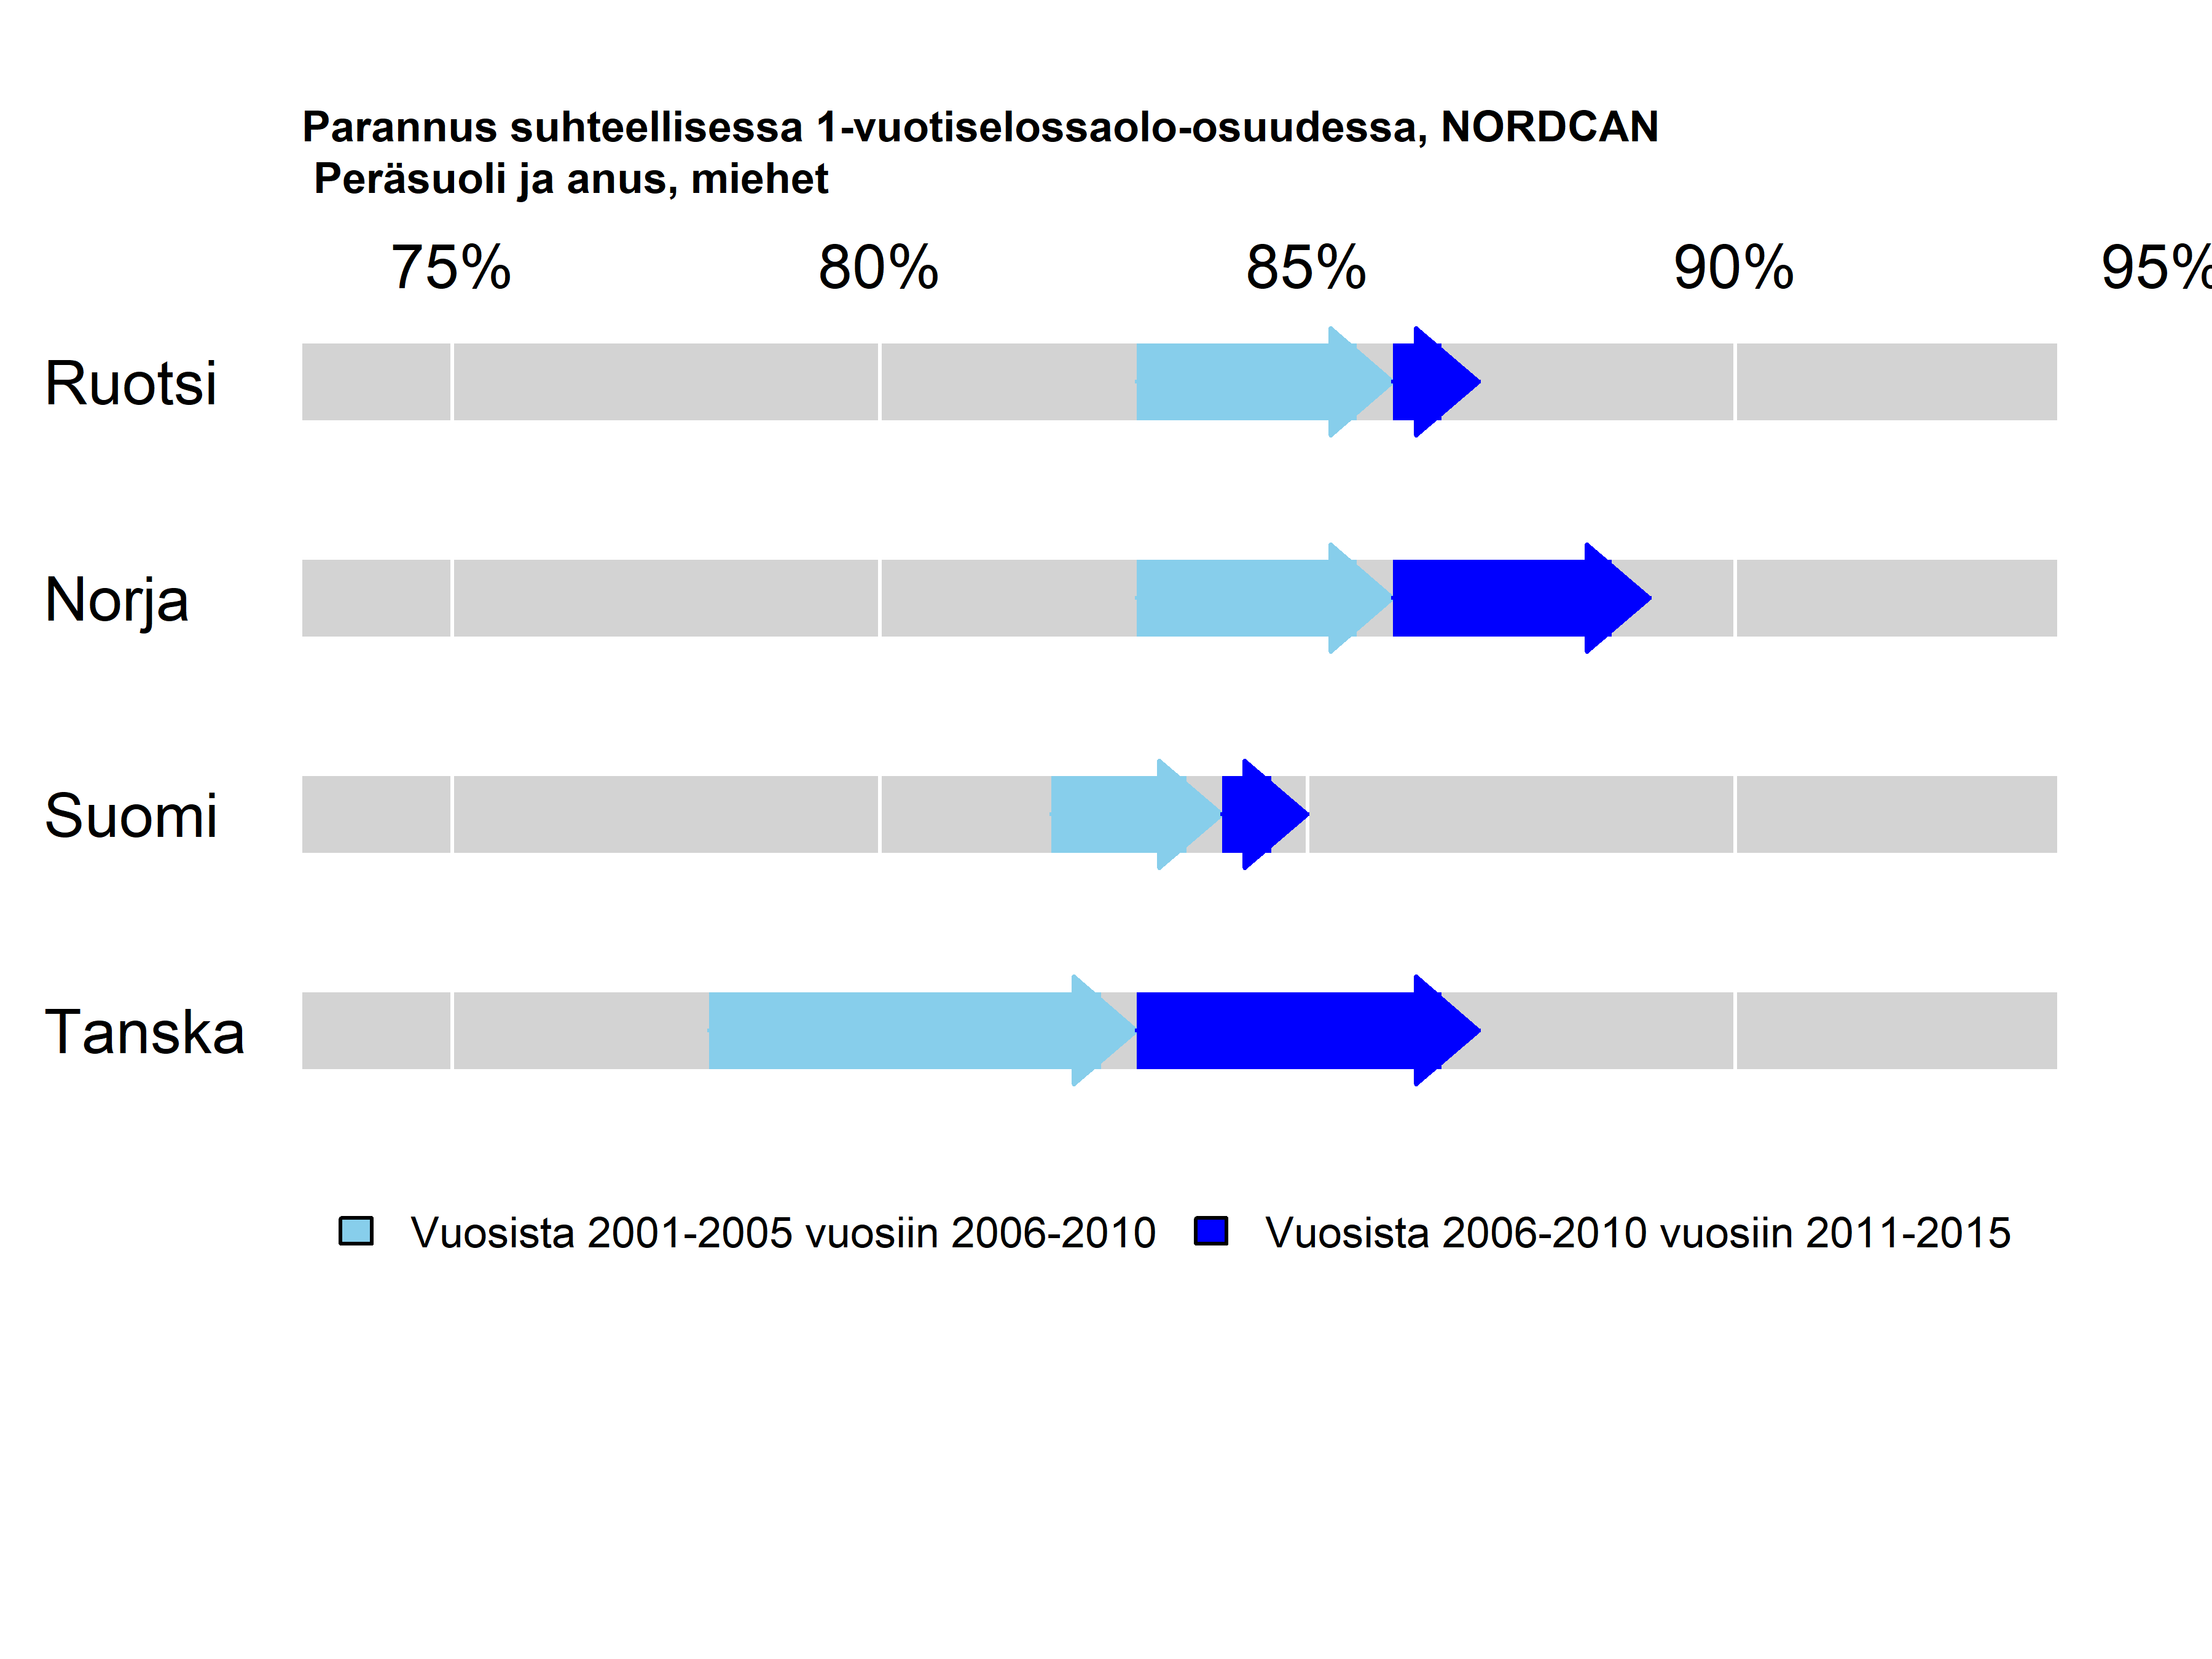 Parannus suhteellisessa 1-vuotiselossaolo-osuudessa, NORDCAN
Peräsuoli ja anus, miehet
75% 80% 85% 90% 95%
Ruotsi
Norja
Suomi
Tanska
Vuosista 2001-2005 vuosiin 2006-2010 Vuosista 2006-2010 vuosiin 2011-2015